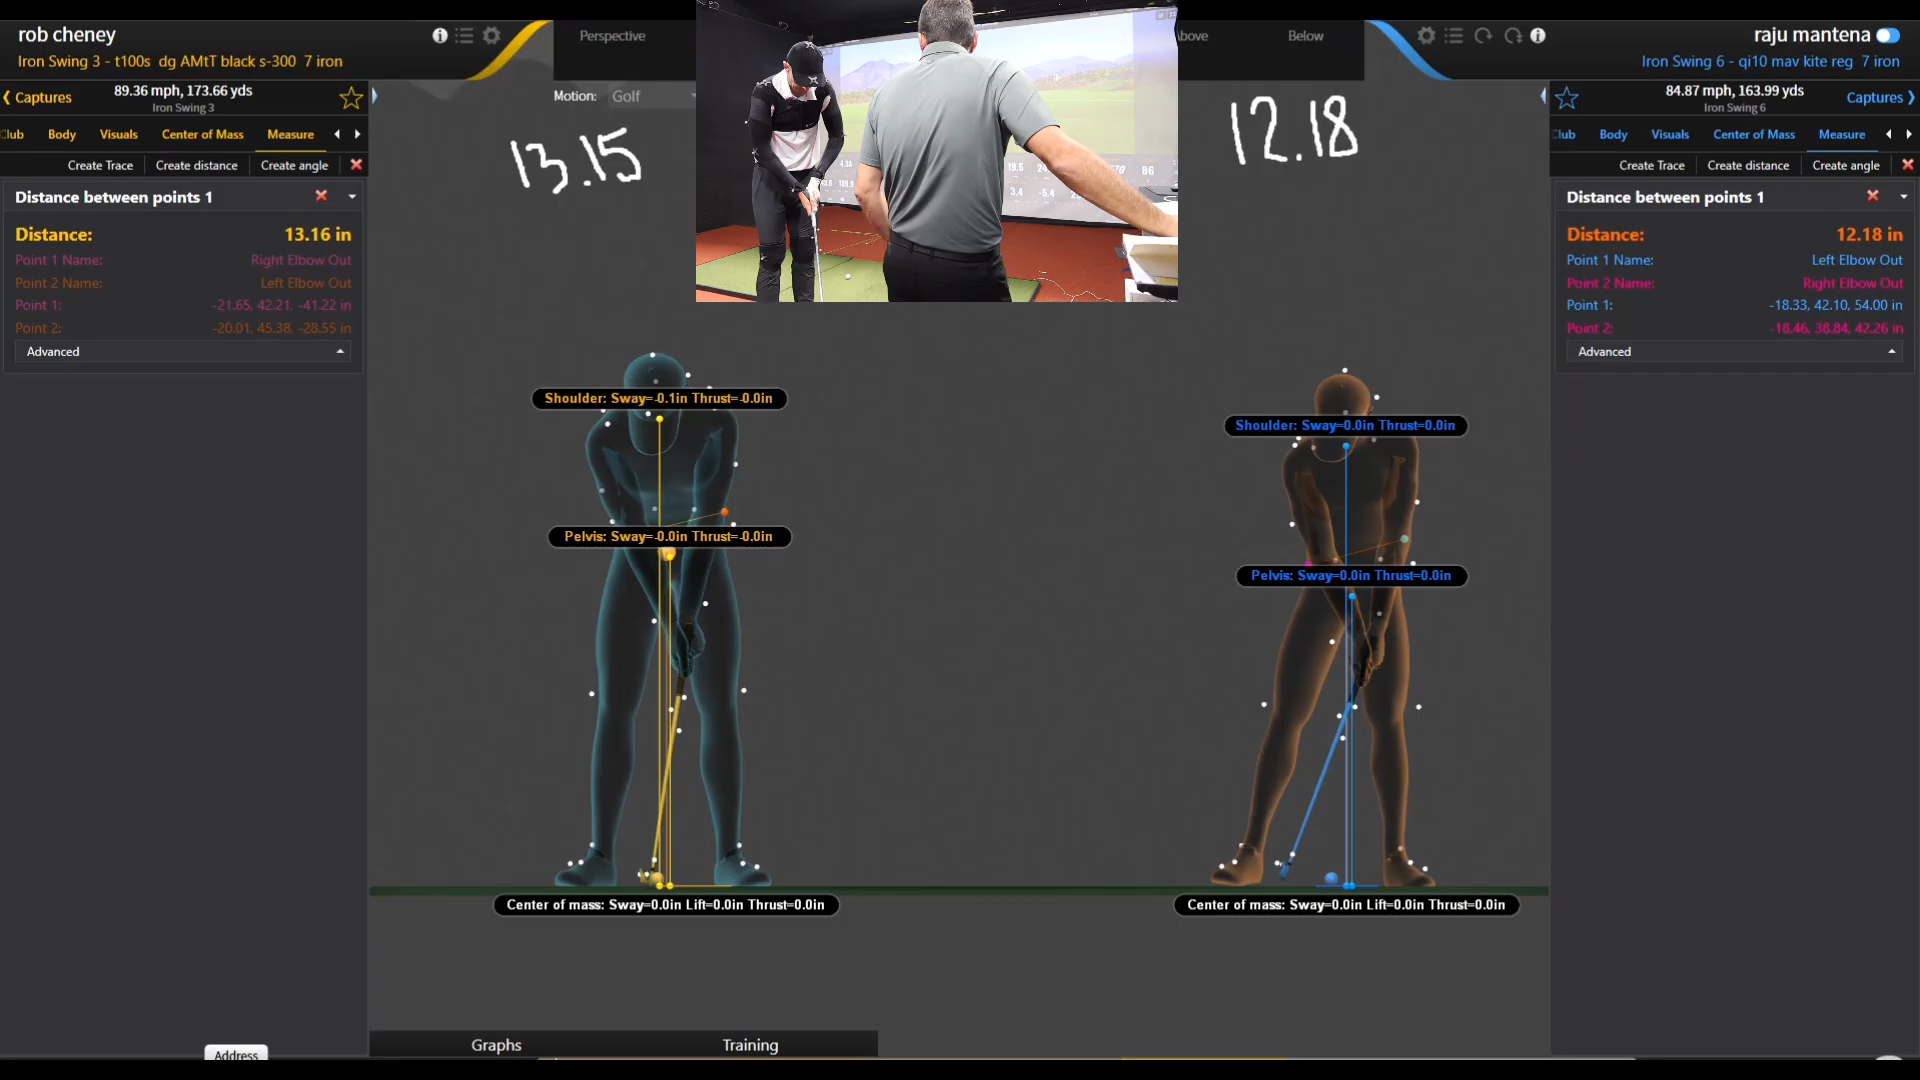 rob cheney
Iron Swing 3 - t100s dg AMtT black s-300 7 iron
Captures
89.36 mph, 173.66 yds
Iron Swing 3
Club Body Visuals Center of Mass Measure
Create Trace Create distance Create angle
Distance between points 1
Distance: 13.16 in
Point 1 Name: Right Elbow Out
Point 2 Name: Left Elbow Out
Point 1: -21.65, 42.21, -41.22 in
Point 2: -20.01, 45.38, -28.55 in
Advanced
Address
Perspective
Above
Below
Motion: Golf
13.15
12.18
Shoulder: Sway=-0.1in Thrust=-0.0in
Pelvis: Sway=-0.0in Thrust=-0.0in
Center of mass: Sway=0.0in Lift=0.0in Thrust=0.0in
Shoulder: Sway=0.0in Thrust=0.0in
Pelvis: Sway=0.0in Thrust=0.0in
Center of mass: Sway=0.0in Lift=0.0in Thrust=0.0in
Graphs
Training
raju mantena
Iron Swing 6 - qi10 mav kite reg 7 iron
84.87 mph, 163.99 yds
Iron Swing 6
Captures
lub Body Visuals Center of Mass Measure
Create Trace Create distance Create angle
Distance between points 1
Distance: 12.18 in
Point 1 Name: Left Elbow Out
Point 2 Name: Right Elbow Out
Point 1: -18.33, 42.10, 54.00 in
Point 2: -18.46, 38.84, 42.26 in
Advanced
19.5
3.4 -5.4